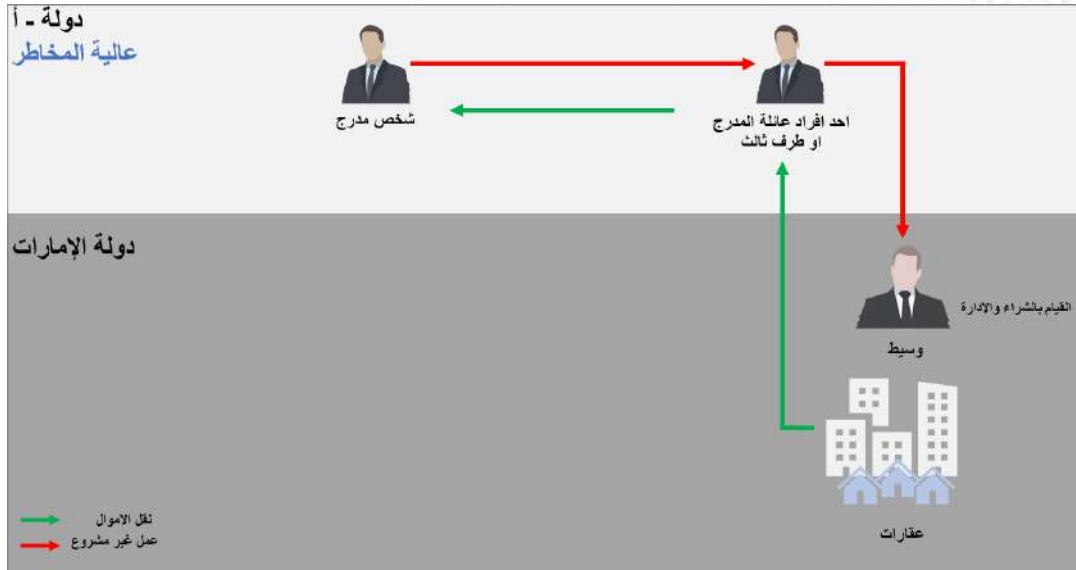 دولة - أ
عالية المخاطر
شخص مدرج
احد افراد عائلة المدرج
او طرف ثالث
دولة الإمارات
القيام بالشراء والادارة
وسيط
عقارات
نقل الاموال
عمل غير مشروع